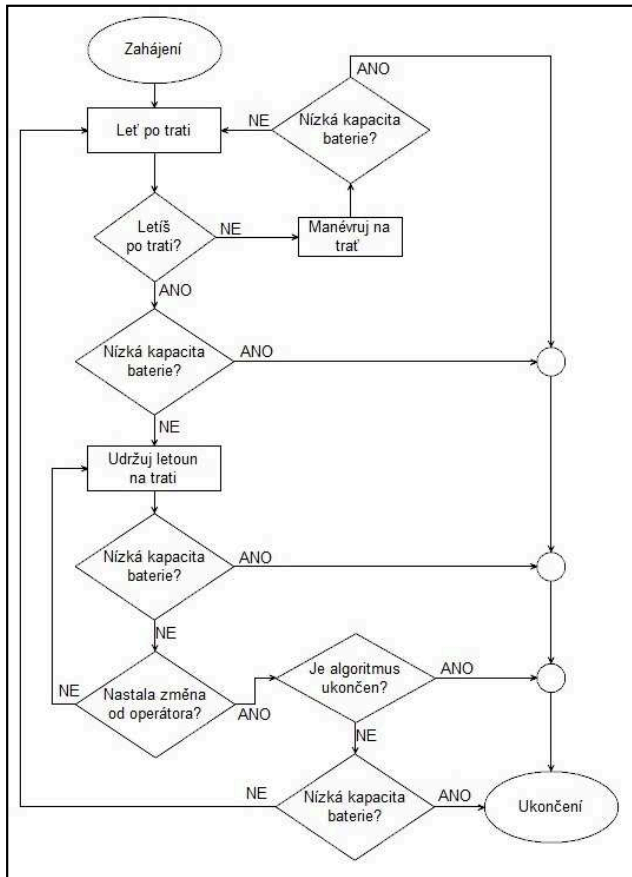 Zahájení
ANO
Leť po trati
NE
Nízká kapacita
baterie?
Letíš
po trati?
NE
Manévruj na
trať
ANO
Nízká kapacita
baterie?
ANO
NE
Udržuj letoun
na trati
Nízká kapacita
baterie?
ANO
NE
Nastala změna
od operátora?
NE
ANO
Je algoritmus
ukončen?
ANO
NE
Nízká kapacita
baterie?
NE
ANO
Ukončení